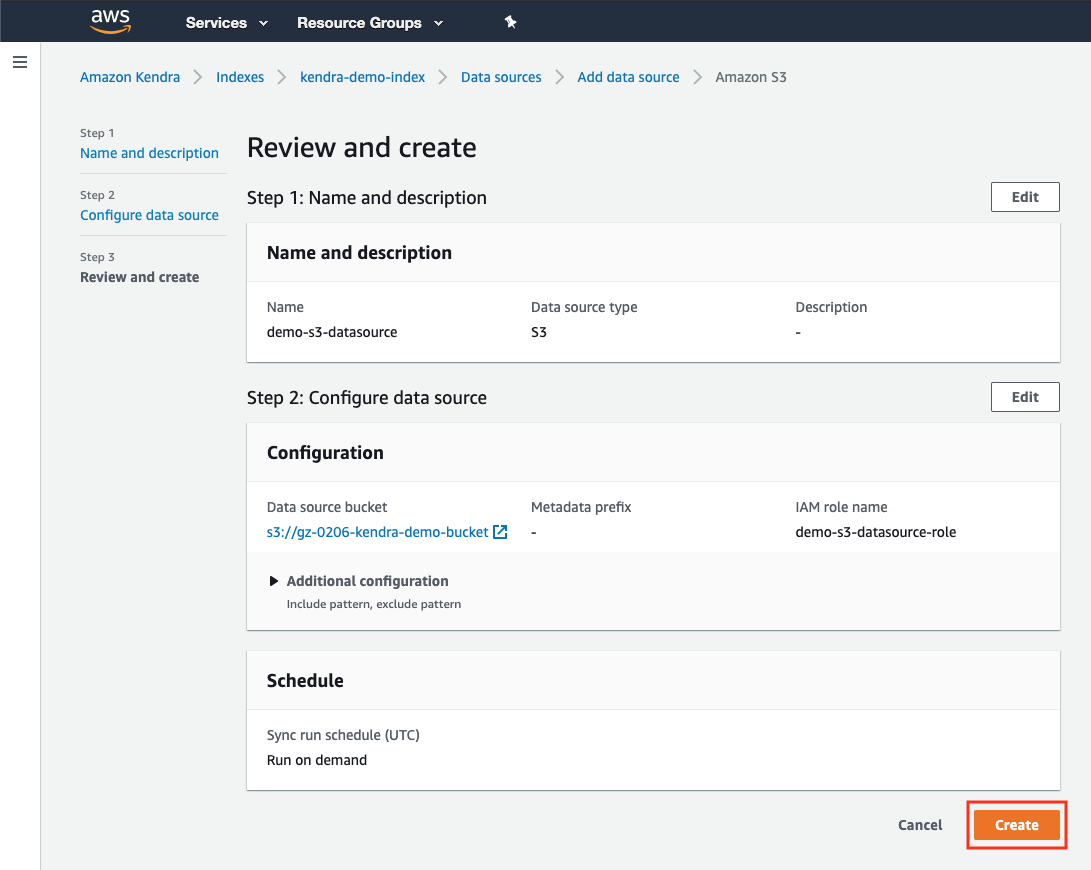 aws Services Resource Groups
Amazon Kendra Indexes kendra-demo-index Data sources Add data source Amazon S3
Step 1
Name and description
Step 2
Configure data source
Step 3
Review and create
Review and create
Step 1: Name and description Edit
Name and description
Name Data source type Description
demo-s3-datasource S3 -
Step 2: Configure data source Edit
Configuration
Data source bucket Metadata prefix IAM role name
s3://gz-0206-kendra-demo-bucket - demo-s3-datasource-role
Additional configuration
Include pattern, exclude pattern
Schedule
Sync run schedule (UTC)
Run on demand
Cancel Create